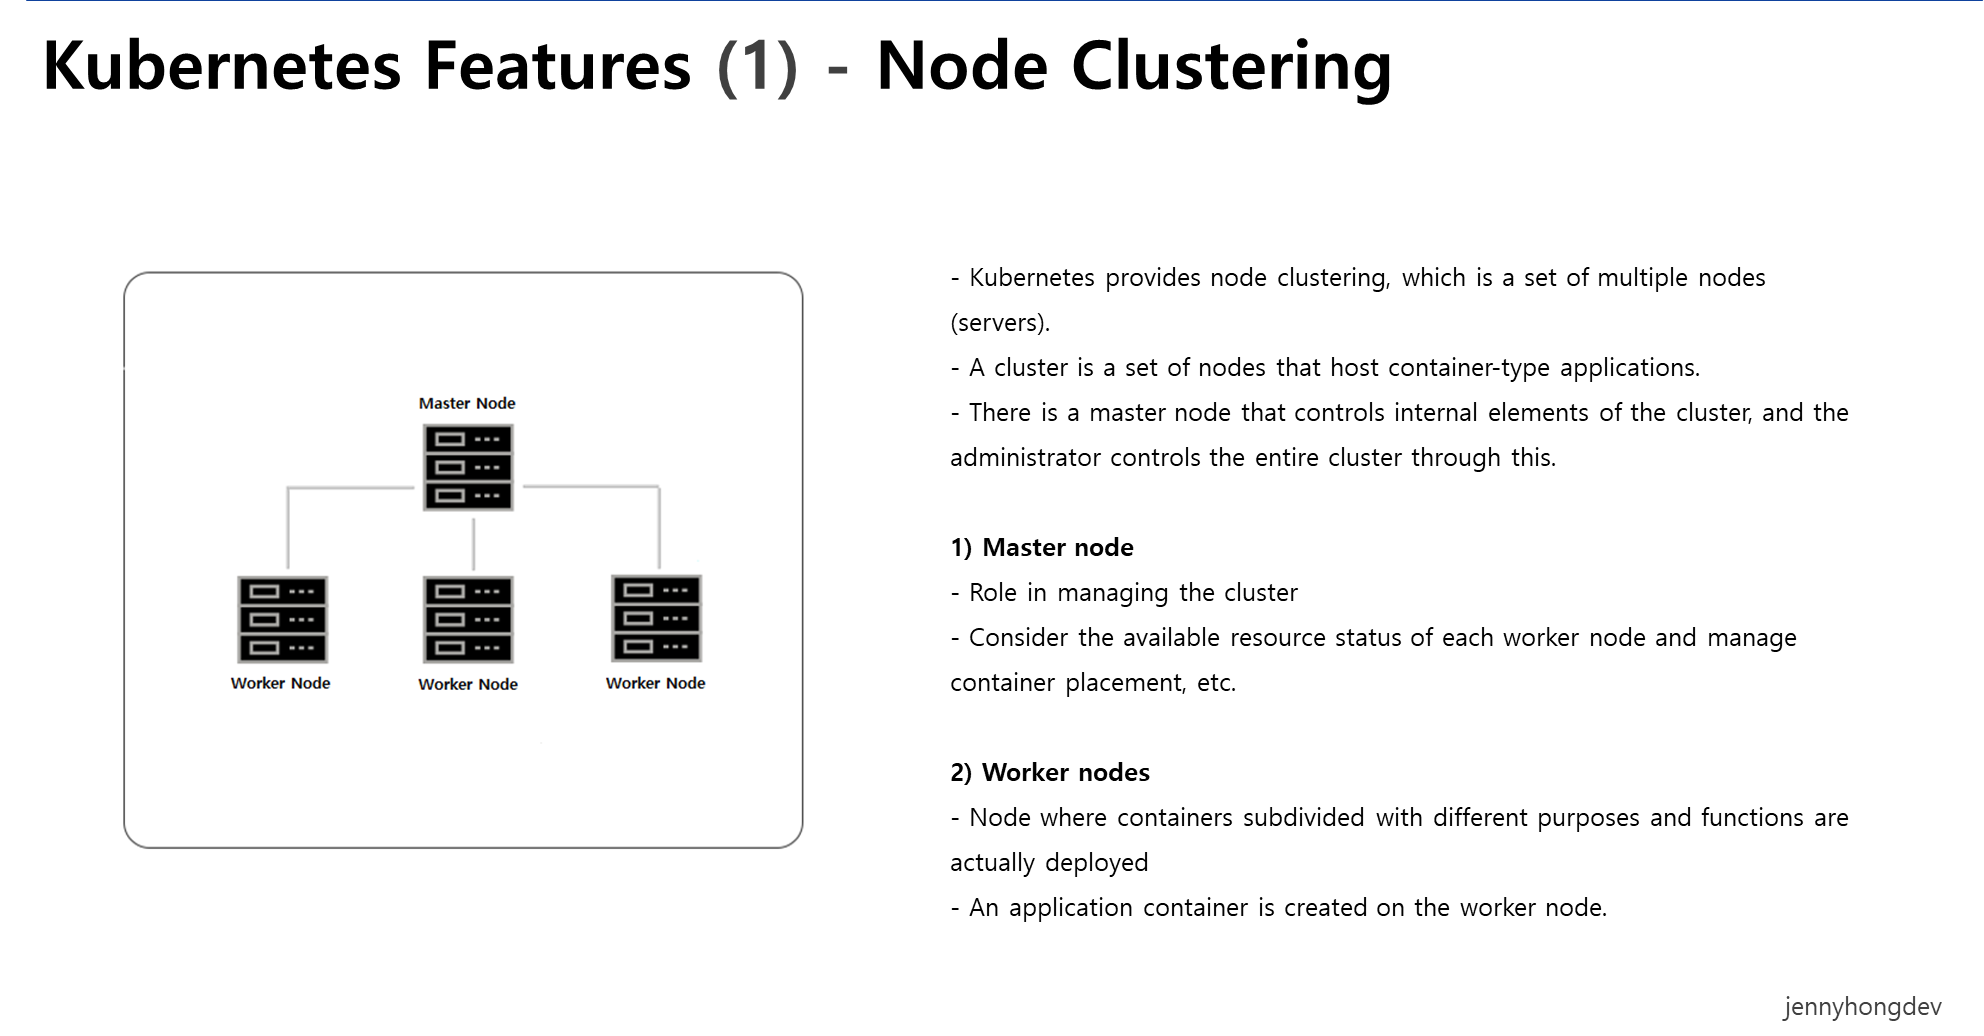 Kubernetes Features (1) - Node Clustering
Master Node
Worker Node
Worker Node
Worker Node
- Kubernetes provides node clustering, which is a set of multiple nodes
(servers).
- A cluster is a set of nodes that host container-type applications.
- There is a master node that controls internal elements of the cluster, and the
administrator controls the entire cluster through this.
1) Master node
- Role in managing the cluster
- Consider the available resource status of each worker node and manage
container placement, etc.
2) Worker nodes
- Node where containers subdivided with different purposes and functions are
actually deployed
- An application container is created on the worker node.
jennyhongdev